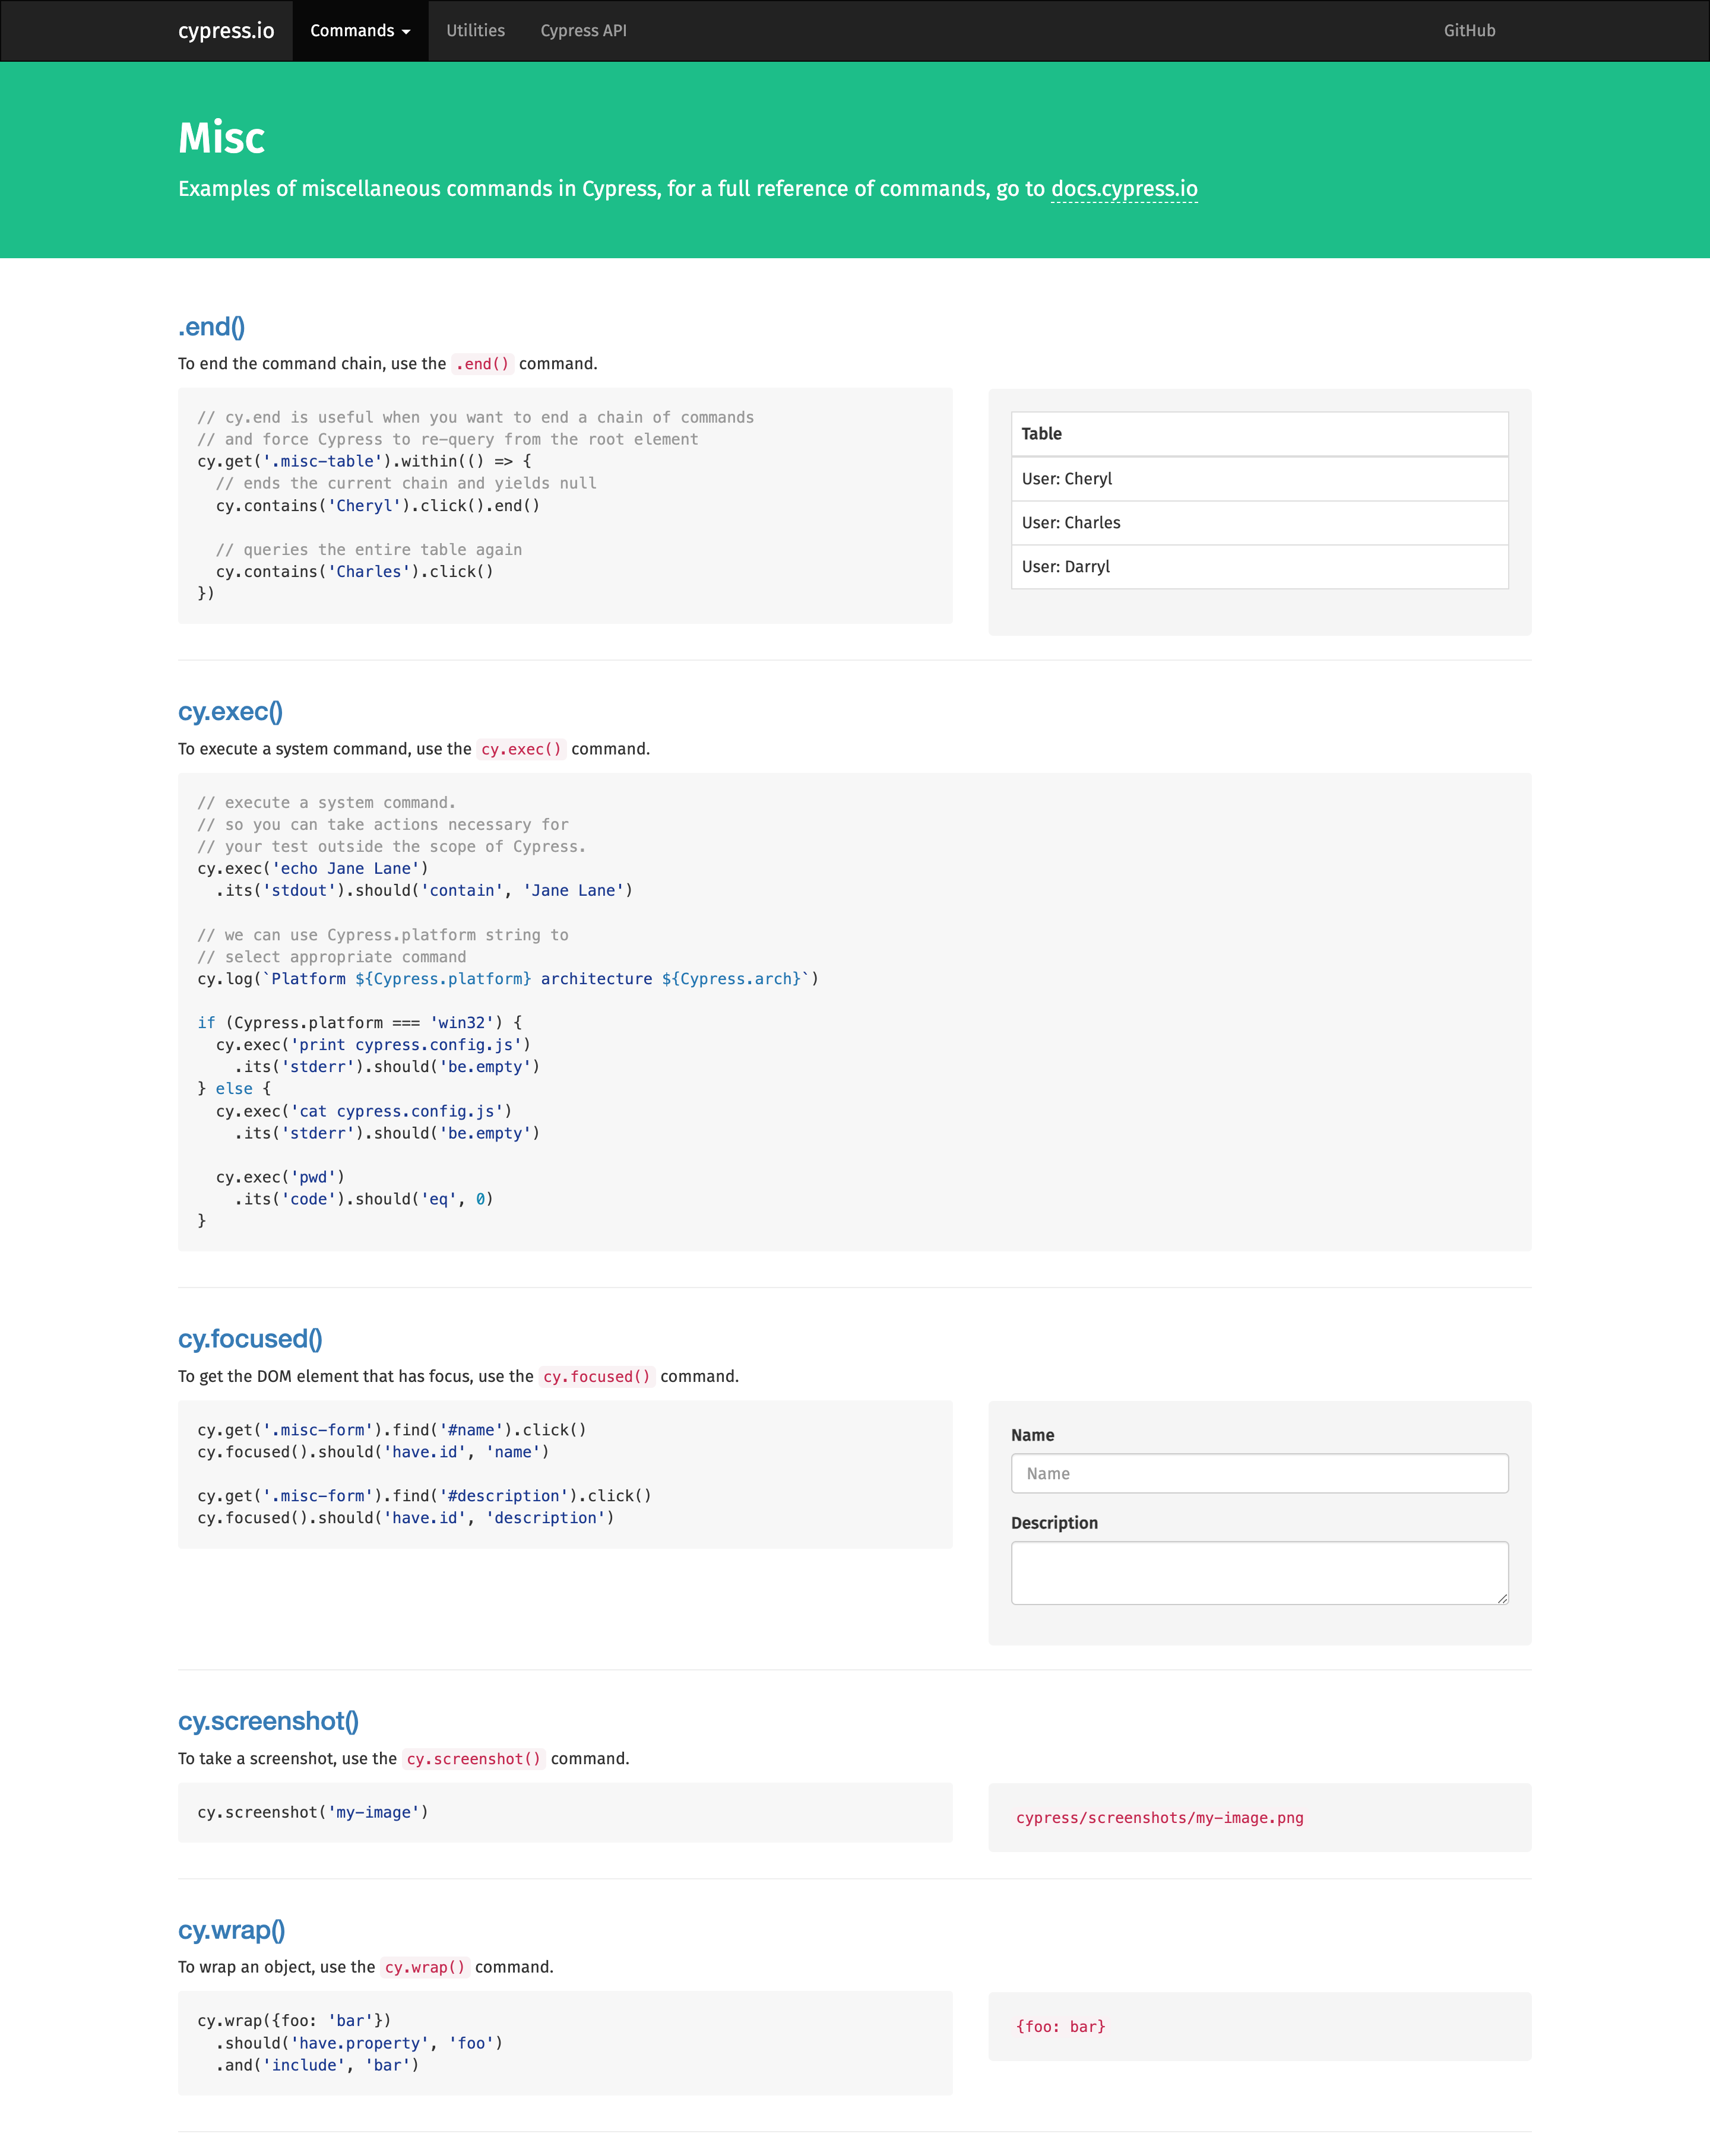 cypress.io
Commands
Utilities
Cypress API
GitHub
Misc
Examples of miscellaneous commands in Cypress, for a full reference of commands, go to docs.cypress.io
.end()
To end the command chain, use the .end() command.
// cy.end is useful when you want to end a chain of commands
// and force Cypress to re-query from the root element
cy.get('.misc-table').within(() => {
  // ends the current chain and yields null
  cy.contains('Cheryl').click().end()
  // queries the entire table again
  cy.contains('Charles').click()
})
Table
User: Cheryl
User: Charles
User: Darryl
cy.exec()
To execute a system command, use the cy.exec() command.
// execute a system command.
// so you can take actions necessary for
// your test outside the scope of Cypress.
cy.exec('echo Jane Lane')
  .its('stdout').should('contain', 'Jane Lane')
// we can use Cypress.platform string to
// select appropriate command
cy.log(`Platform ${Cypress.platform} architecture ${Cypress.arch}`)
if (Cypress.platform === 'win32') {
  cy.exec('print cypress.config.js')
    .its('stderr').should('be.empty')
} else {
  cy.exec('cat cypress.config.js')
    .its('stderr').should('be.empty')
  cy.exec('pwd')
    .its('code').should('eq', 0)
}
cy.focused()
To get the DOM element that has focus, use the cy.focused() command.
cy.get('.misc-form').find('#name').click()
cy.focused().should('have.id', 'name')
cy.get('.misc-form').find('#description').click()
cy.focused().should('have.id', 'description')
Name
Name
Description
cy.screenshot()
To take a screenshot, use the cy.screenshot() command.
cy.screenshot('my-image')
cypress/screenshots/my-image.png
cy.wrap()
To wrap an object, use the cy.wrap() command.
cy.wrap({foo: 'bar'})
  .should('have.property', 'foo')
  .and('include', 'bar')
{foo: bar}